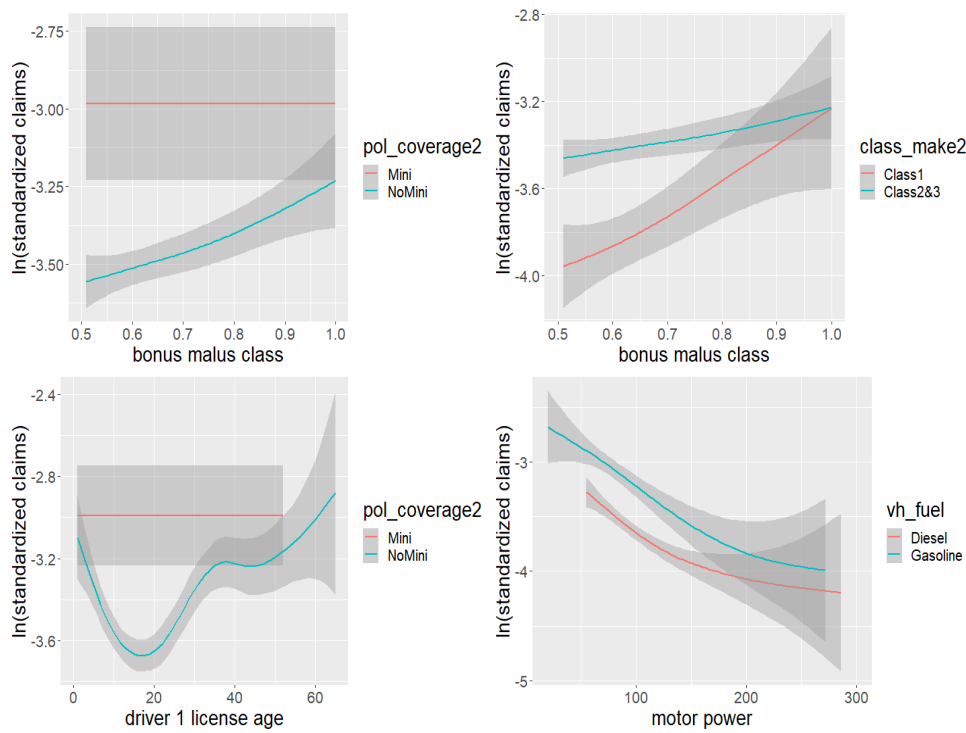 -2.75
-3.00
-3.25
-3.50
ln(standardized claims)
0.5 0.6 0.7 0.8 0.9 1.0
bonus malus class
pol_coverage2
Mini
NoMini
-2.8
-3.2
-3.6
-4.0
ln(standardized claims)
0.5 0.6 0.7 0.8 0.9 1.0
bonus malus class
class_make2
Class1
Class2&3
-2.4
-2.8
-3.2
-3.6
ln(standardized claims)
0 20 40 60
driver 1 license age
pol_coverage2
Mini
NoMini
-3
-4
-5
ln(standardized claims)
100 200 300
motor power
vh_fuel
Diesel
Gasoline